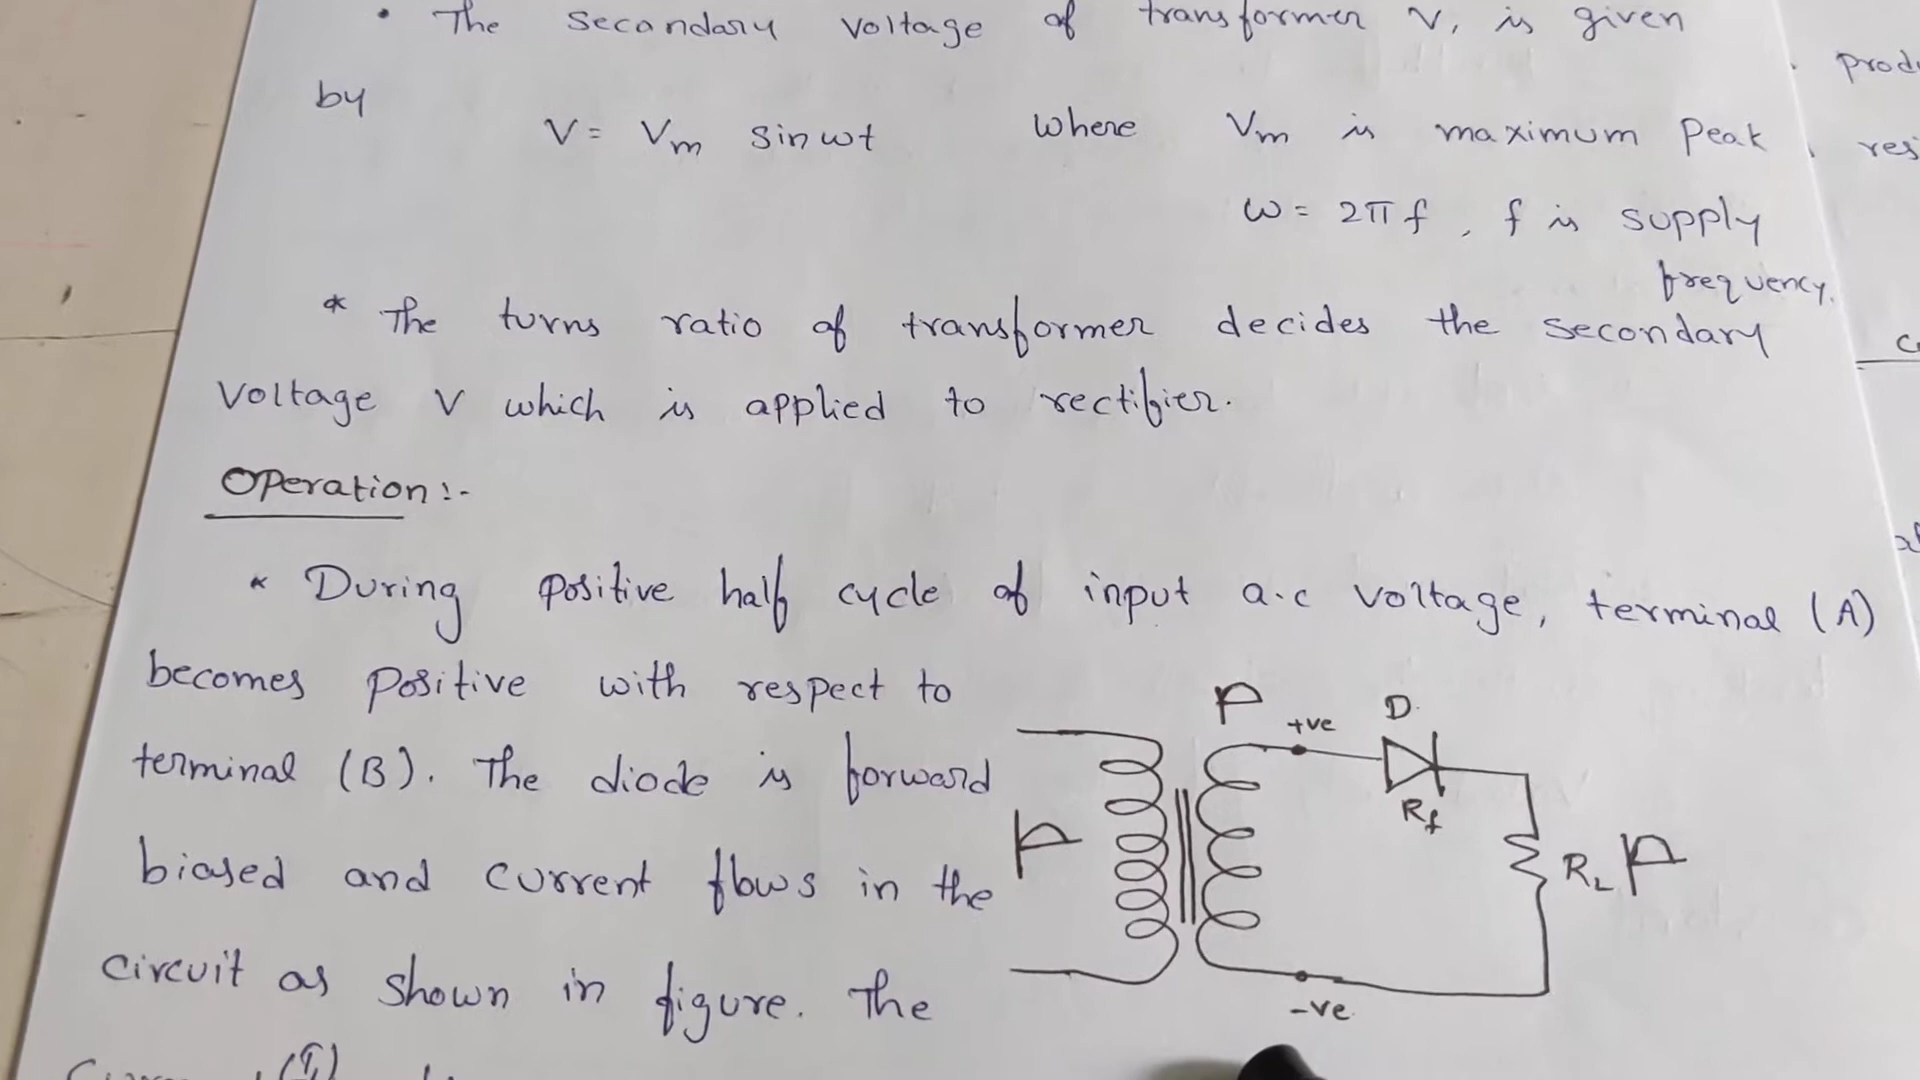 • The secondary voltage of transformer V, is given
by
V = Vm sin wt where Vm is maximum peak
ω = 2πf, f is supply
frequency.
* The turns ratio of transformer decides the secondary
voltage V which is applied to rectifier.
Operation :-
* During positive half cycle of input a.c voltage, terminal (A)
becomes positive with respect to
terminal (B). The diode is forward
biased and current flows in the
circuit as shown in figure. The
+ve
D
Rf
RL
-ve